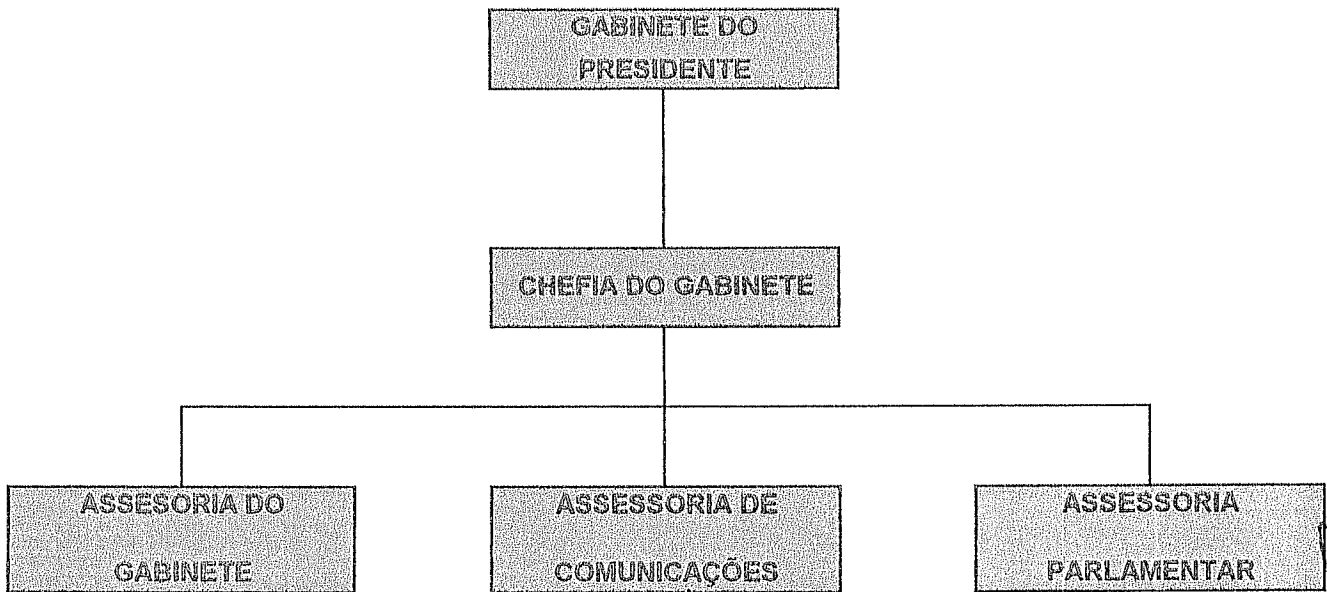 GABINETE DO
PRESIDENTE
CHEFIA DO GABINETE
ASSESORIA DO
GABINETE
ASSESSORIA DE
COMUNICAÇÕES
ASSESSORIA
PARLAMENTAR